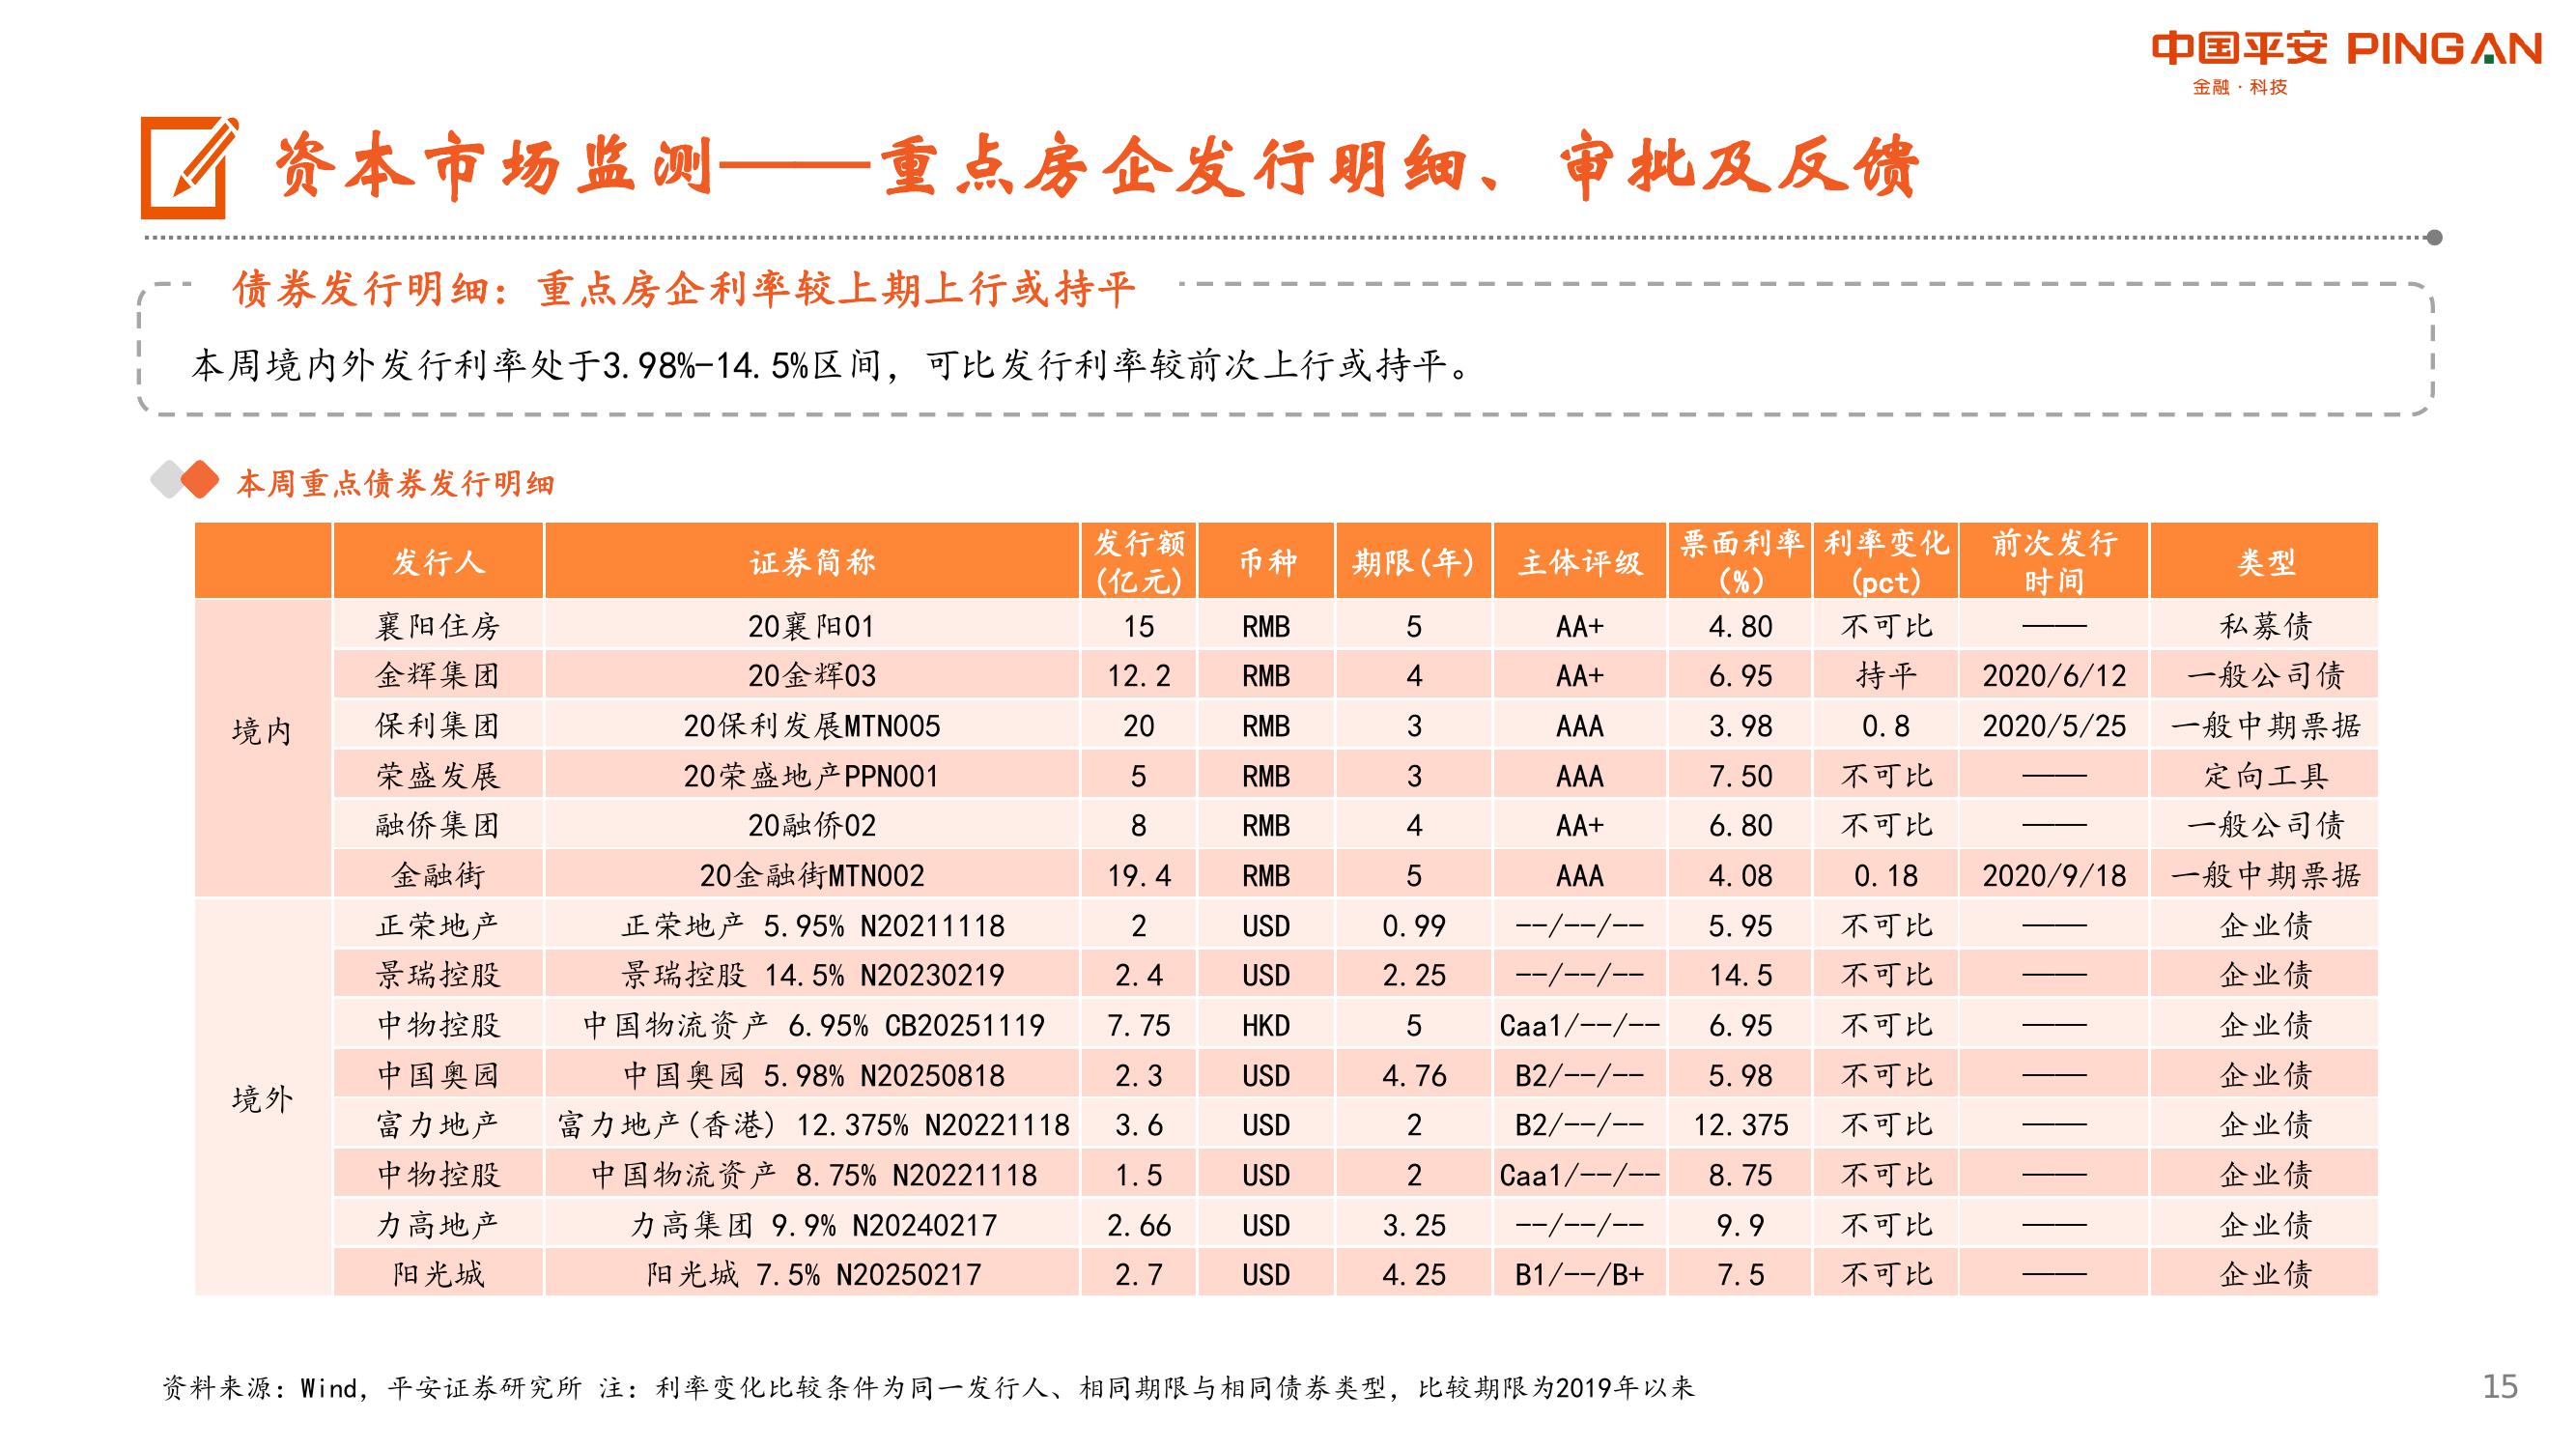 中国平安 PINGAN
金融·科技
资本市场监测——重点房企发行明细、审批及反馈
债券发行明细：重点房企利率较上期上行或持平
本周境内外发行利率处于3.98%-14.5%区间，可比发行利率较前次上行或持平。
本周重点债券发行明细
发行人 证券简称 发行额(亿元) 币种 期限(年) 主体评级 票面利率(%) 利率变化(pct) 前次发行时间 类型
境内
襄阳住房 20襄阳01 15 RMB 5 AA+ 4.80 不可比 —— 私募债
金辉集团 20金辉03 12.2 RMB 4 AA+ 6.95 持平 2020/6/12 一般公司债
保利集团 20保利发展MTN005 20 RMB 3 AAA 3.98 0.8 2020/5/25 一般中期票据
荣盛发展 20荣盛地产PPN001 5 RMB 3 AAA 7.50 不可比 —— 定向工具
融侨集团 20融侨02 8 RMB 4 AA+ 6.80 不可比 —— 一般公司债
金融街 20金融街MTN002 19.4 RMB 5 AAA 4.08 0.18 2020/9/18 一般中期票据
境外
正荣地产 正荣地产 5.95% N20211118 2 USD 0.99 --/--/-- 5.95 不可比 —— 企业债
景瑞控股 景瑞控股 14.5% N20230219 2.4 USD 2.25 --/--/-- 14.5 不可比 —— 企业债
中物控股 中国物流资产 6.95% CB20251119 7.75 HKD 5 Caa1/--/-- 6.95 不可比 —— 企业债
中国奥园 中国奥园 5.98% N20250818 2.3 USD 4.76 B2/--/-- 5.98 不可比 —— 企业债
富力地产 富力地产(香港) 12.375% N20221118 3.6 USD 2 B2/--/-- 12.375 不可比 —— 企业债
中物控股 中国物流资产 8.75% N20221118 1.5 USD 2 Caa1/--/-- 8.75 不可比 —— 企业债
力高地产 力高集团 9.9% N20240217 2.66 USD 3.25 --/--/-- 9.9 不可比 —— 企业债
阳光城 阳光城 7.5% N20250217 2.7 USD 4.25 B1/--/B+ 7.5 不可比 —— 企业债
资料来源：Wind，平安证券研究所 注：利率变化比较条件为同一发行人、相同期限与相同债券类型，比较期限为2019年以来
15